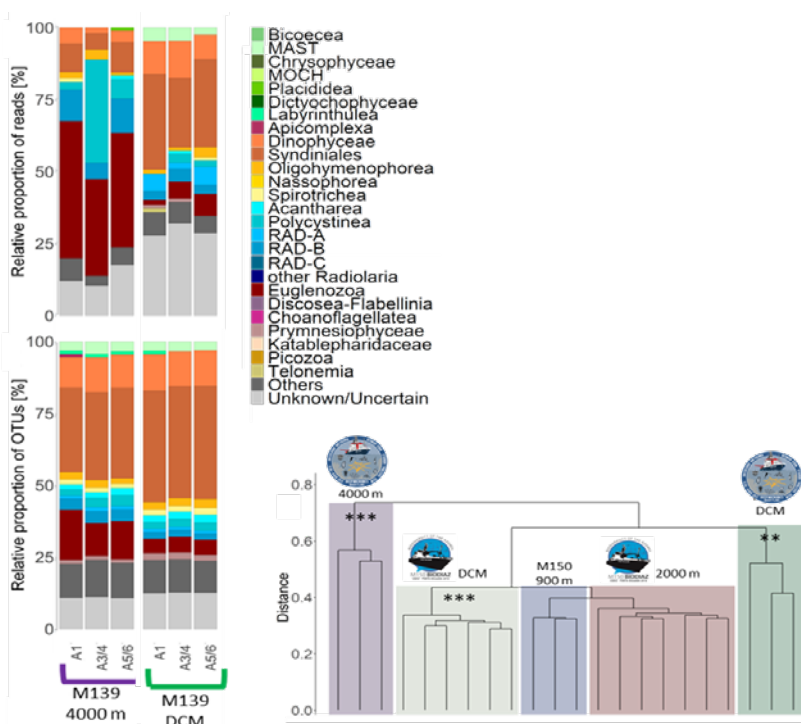 100
75
50
25
0
Relative proportion of reads [%]
Bicoecea
MAST
Chrysophyceae
MOCH
Placididea
Dictyochophyceae
Labyrinthulea
Apicomplexa
Dinophyceae
Syndiniales
Oligohymenophorea
Nassophorea
Spirotrichea
Acantharea
Polycystinea
RAD-A
RAD-B
RAD-C
other Radiolaria
Euglenozoa
Discosea-Flabellinia
Choanoflagellatea
Prymnesiophyceae
Katablepharidaceae
Picozoa
Telonemia
Others
Unknown/Uncertain
100
75
50
25
0
Relative proportion of OTUs [%]
A1
A3/4
A5/6
A1
A3/4
A5/6
M139
4000 m
M139
DCM
0.8
0.6
0.4
0.2
0.0
Distance
4000 m
***
DCM
***
M150
900 m
2000 m
DCM
**